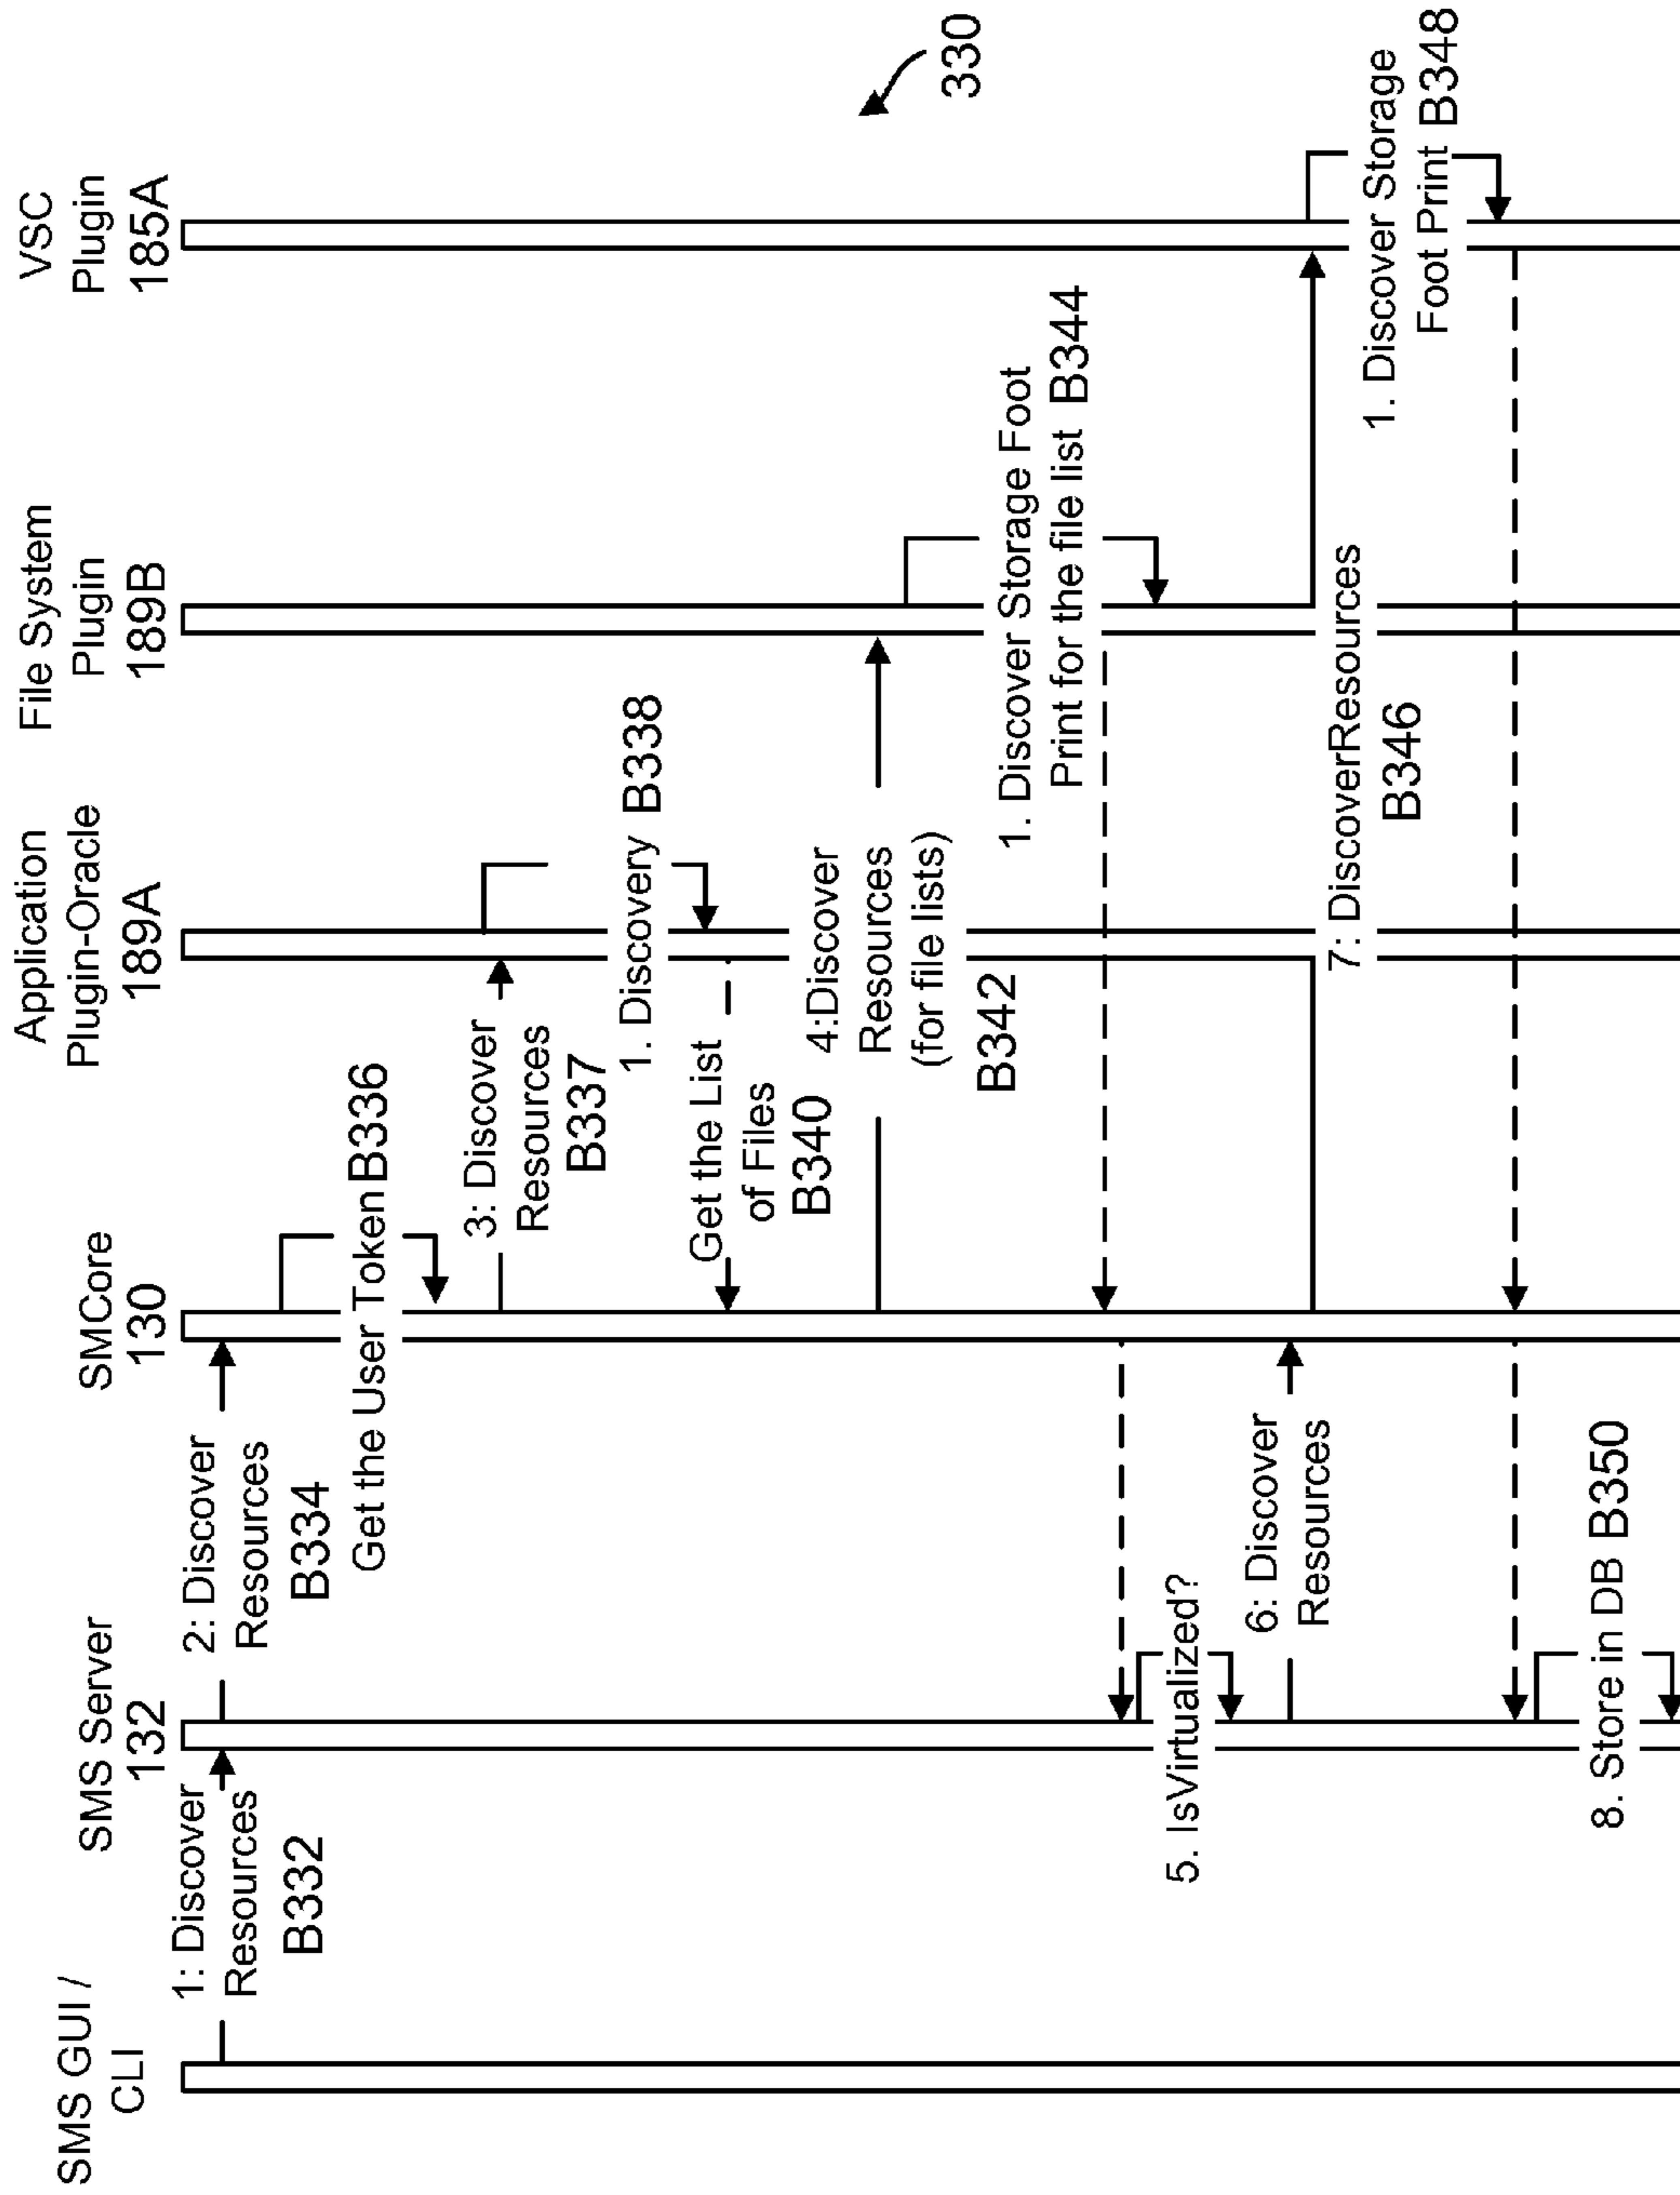 SMS GUI /
CLI
SMS Server
132
SMCore
130
Application
Plugin-Oracle
189A
File System
Plugin
189B
VSC
Plugin
185A
330
1: Discover
Resources
B332
2: Discover
Resources
B334
Get the User Token B336
3: Discover
Resources
B337
1. Discovery B338
Get the List
of Files
B340
4:Discover
Resources
(for file lists)
B342
1. Discover Storage Foot
Print for the file list B344
5. IsVirtualized?
6: Discover
Resources
7: DiscoverResources
B346
1. Discover Storage
Foot Print B348
8. Store in DB B350